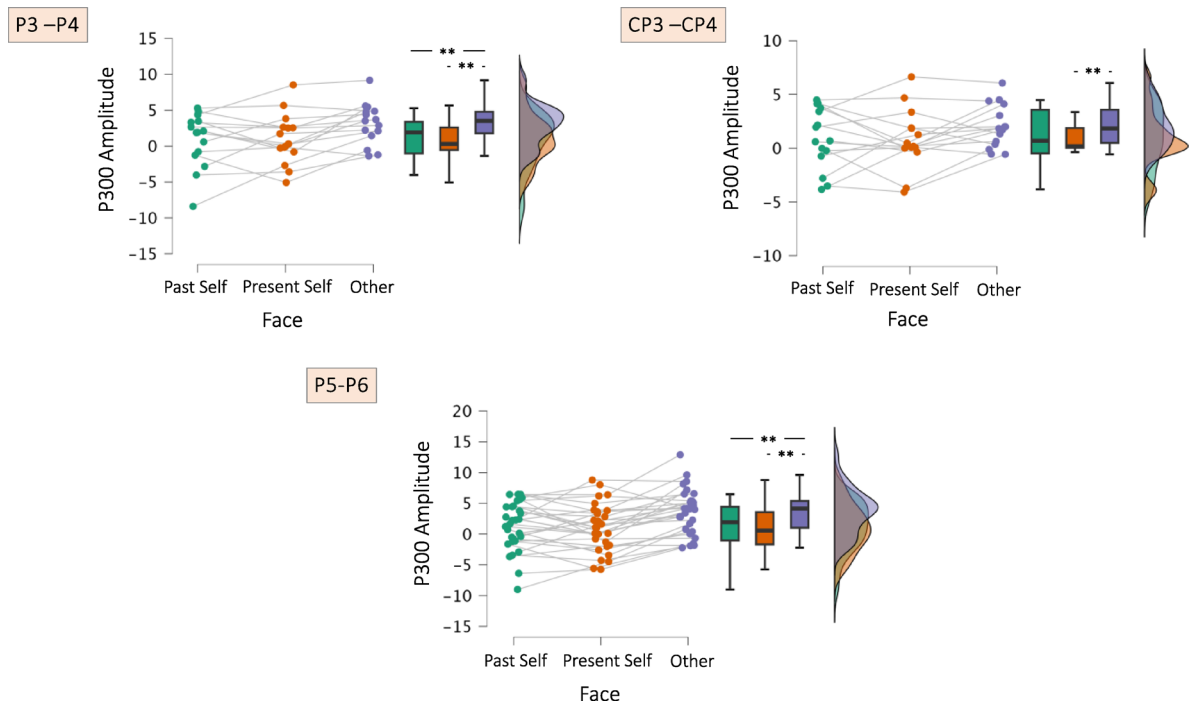 P3 –P4
15
10
5
0
−5
−10
−15
P300 Amplitude
** 
**
Past Self Present Self Other
Face
CP3 –CP4
10
5
0
−5
−10
P300 Amplitude
**
Past Self Present Self Other
Face
P5-P6
20
15
10
5
0
−5
−10
−15
P300 Amplitude
**
**
Past Self Present Self Other
Face